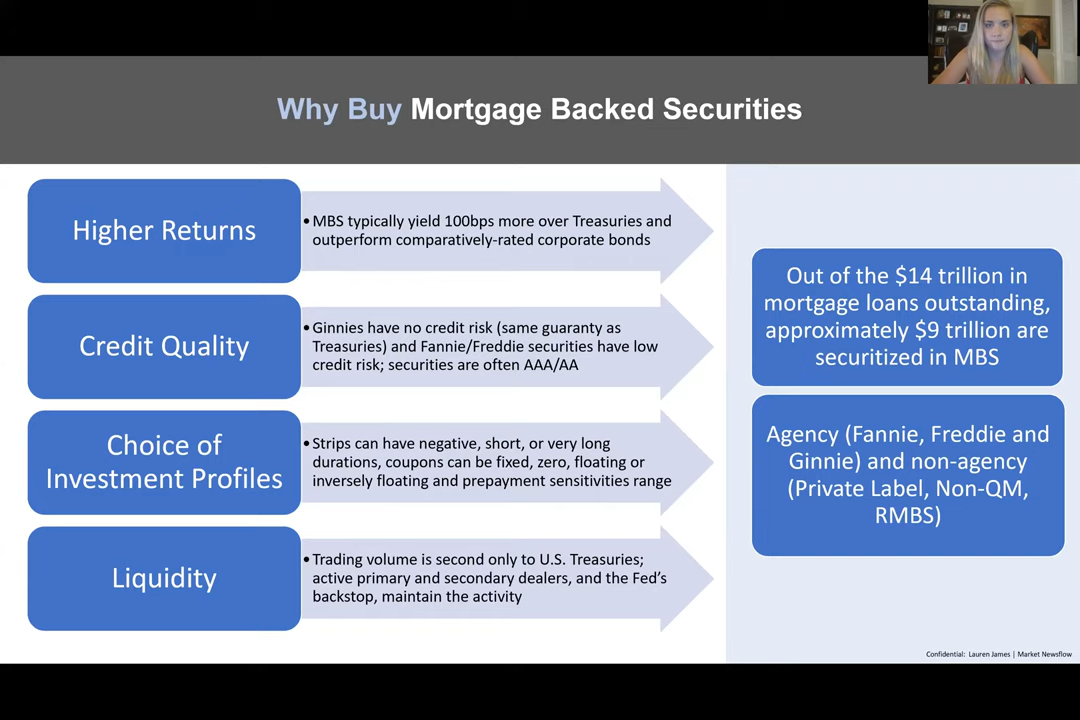 Why Buy Mortgage Backed Securities
Higher Returns
•MBS typically yield 100bps more over Treasuries and
outperform comparatively-rated corporate bonds
Credit Quality
•Ginnies have no credit risk (same guaranty as
Treasuries) and Fannie/Freddie securities have low
credit risk; securities are often AAA/AA
Choice of
Investment Profiles
•Strips can have negative, short, or very long
durations, coupons can be fixed, zero, floating or
inversely floating and prepayment sensitivities range
Liquidity
•Trading volume is second only to U.S. Treasuries;
active primary and secondary dealers, and the Fed's
backstop, maintain the activity
Out of the $14 trillion in
mortgage loans outstanding,
approximately $9 trillion are
securitized in MBS
Agency (Fannie, Freddie and
Ginnie) and non-agency
(Private Label, Non-QM,
RMBS)
Confidential: Lauren James | Market Newsflow